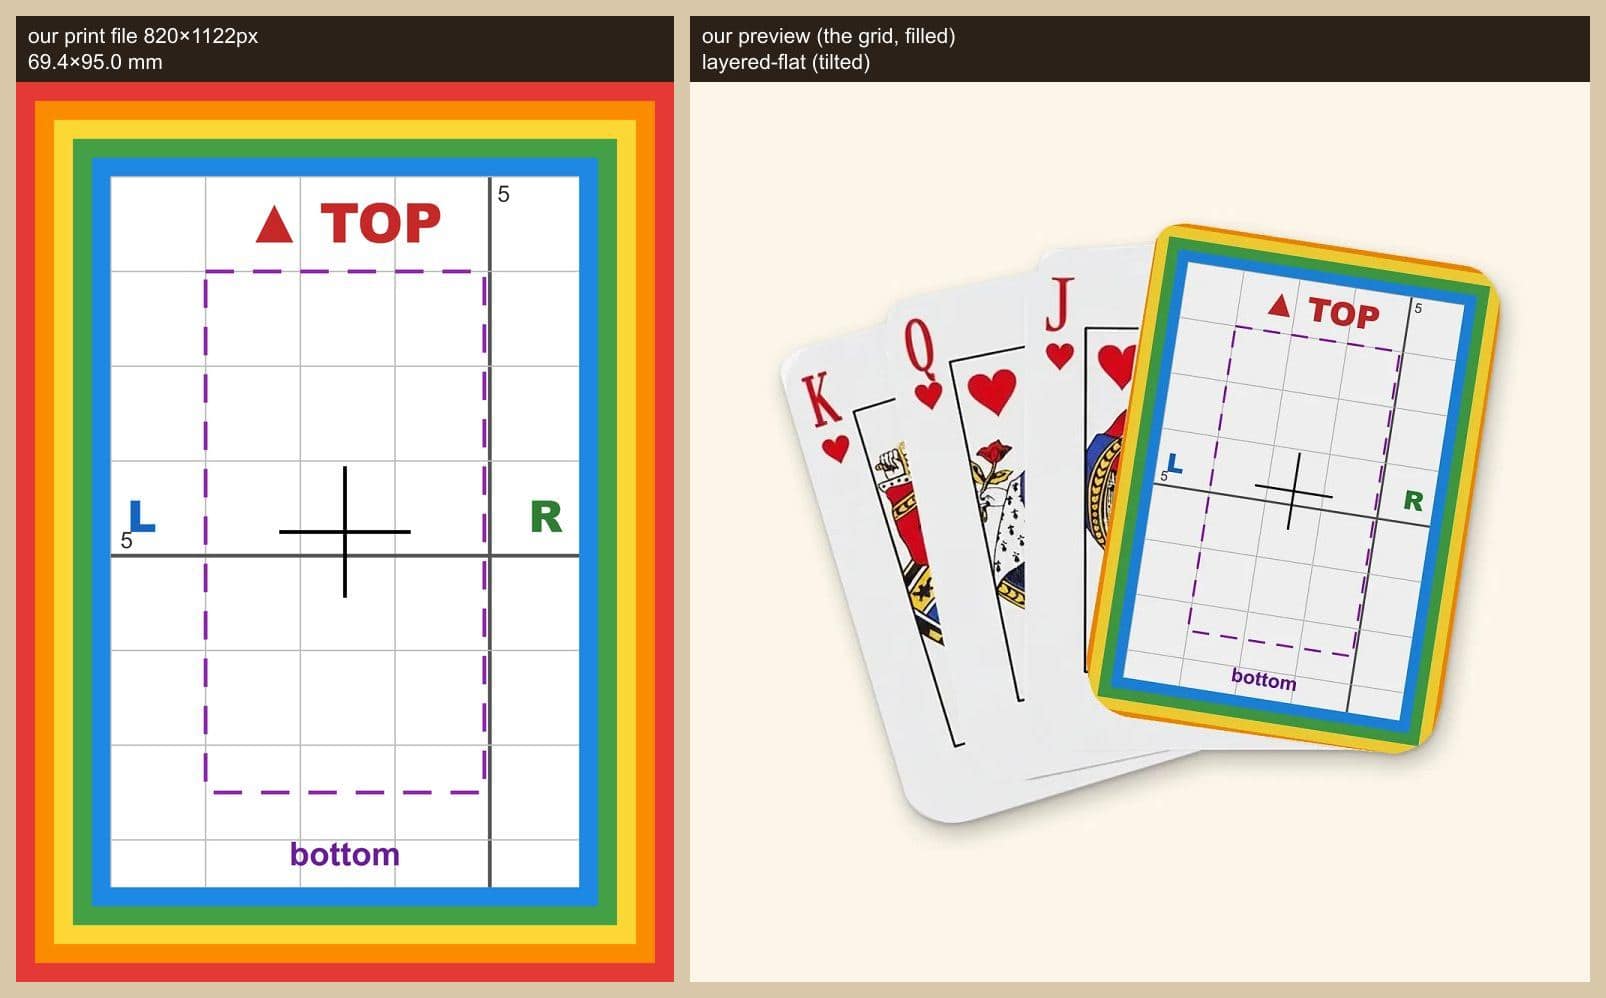 our print file 820×1122px
69.4×95.0 mm
▲ TOP
5
L
5
R
bottom
our preview (the grid, filled)
layered-flat (tilted)
K
Q
J
▲ TOP
5
L
5
R
bottom